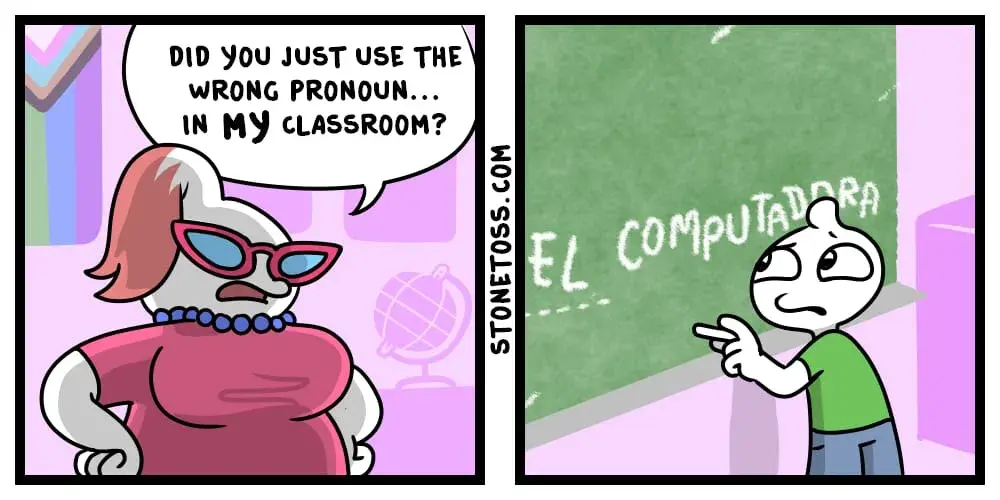 DID YOU JUST USE THE
WRONG PRONOUN...
IN MY CLASSROOM?
STONETOSS.COM
EL COMPUTADORA